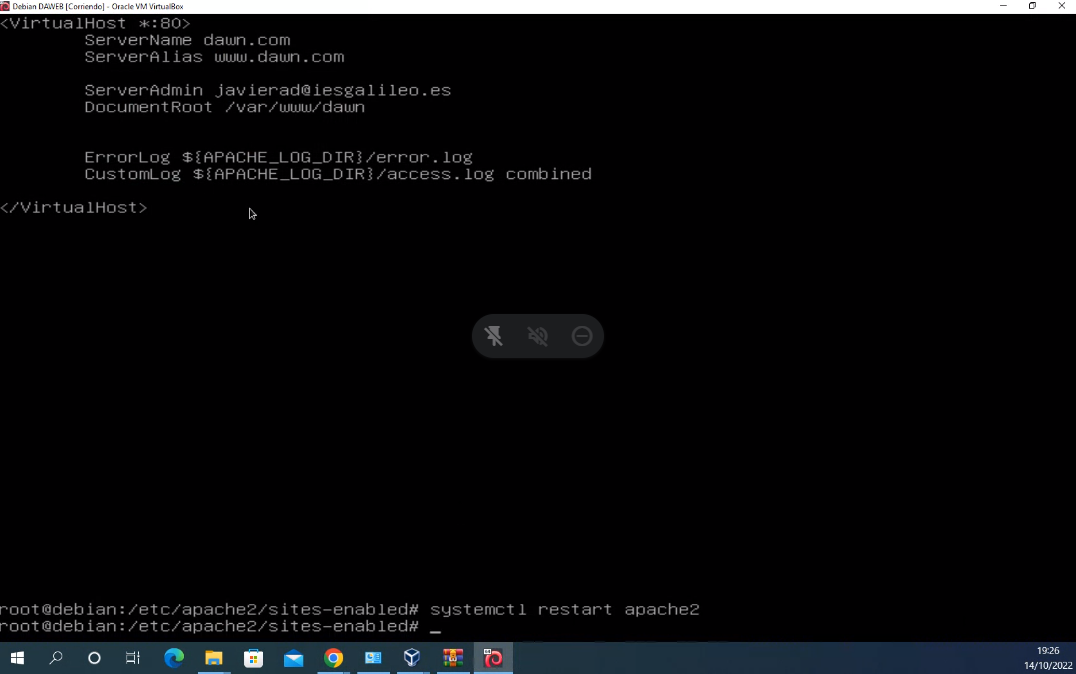 Debian DAWEB [Corriendo] - Oracle VM VirtualBox
<VirtualHost *:80>
ServerName dawn.com
ServerAlias www.dawn.com
ServerAdmin javierad@iesgalileo.es
DocumentRoot /var/www/dawn
ErrorLog ${APACHE_LOG_DIR}/error.log
CustomLog ${APACHE_LOG_DIR}/access.log combined
</VirtualHost>
root@debian:/etc/apache2/sites-enabled# systemctl restart apache2
root@debian:/etc/apache2/sites-enabled# _
19:26
14/10/2022